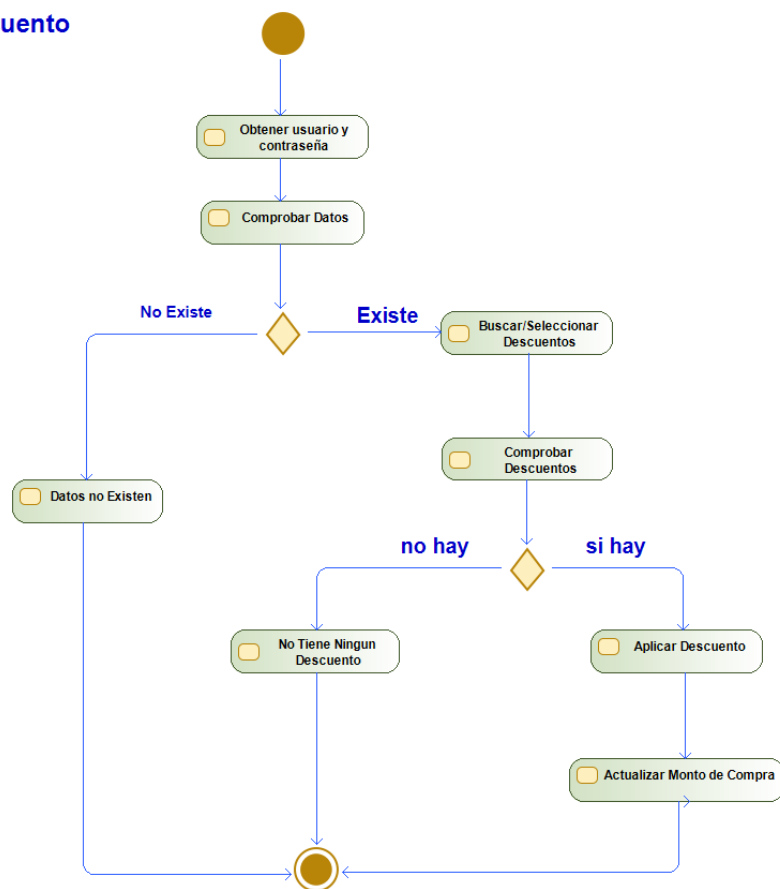 uento
Obtener usuario y
contraseña
Comprobar Datos
No Existe
Existe
Buscar/Seleccionar
Descuentos
Comprobar
Descuentos
Datos no Existen
no hay
si hay
No Tiene Ningun
Descuento
Aplicar Descuento
Actualizar Monto de Compra